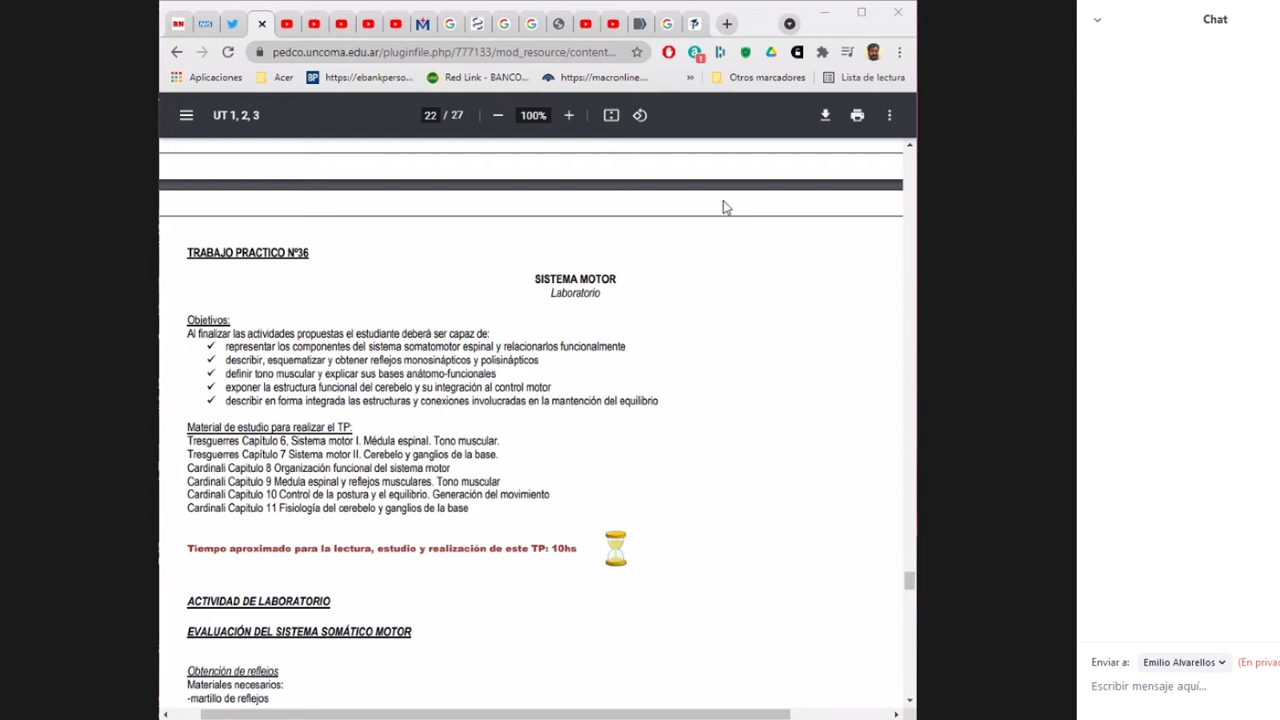 Chat
pedco.uncoma.edu.ar/pluginfile.php/777133/mod_resource/content...
Aplicaciones
Acer
BP https://ebankperso...
Red Link - BANCO...
https://macronline....
»
Otros marcadores
Lista de lectura
UT 1, 2, 3
22 / 27
100%
TRABAJO PRACTICO Nº36
SISTEMA MOTOR
Laboratorio
Objetivos:
Al finalizar las actividades propuestas el estudiante deberá ser capaz de:
✓ representar los componentes del sistema somatomotor espinal y relacionarlos funcionalmente
✓ describir, esquematizar y obtener reflejos monosinápticos y polisinápticos
✓ definir tono muscular y explicar sus bases anátomo-funcionales
✓ exponer la estructura funcional del cerebelo y su integración al control motor
✓ describir en forma integrada las estructuras y conexiones involucradas en la mantención del equilibrio
Material de estudio para realizar el TP:
Tresguerres Capítulo 6, Sistema motor I. Médula espinal. Tono muscular.
Tresguerres Capítulo 7 Sistema motor II. Cerebelo y ganglios de la base.
Cardinali Capitulo 8 Organización funcional del sistema motor
Cardinali Capitulo 9 Medula espinal y reflejos musculares. Tono muscular
Cardinali Capitulo 10 Control de la postura y el equilibrio. Generación del movimiento
Cardinali Capitulo 11 Fisiología del cerebelo y ganglios de la base
Tiempo aproximado para la lectura, estudio y realización de este TP: 10hs
ACTIVIDAD DE LABORATORIO
EVALUACIÓN DEL SISTEMA SOMÁTICO MOTOR
Obtención de reflejos
Materiales necesarios:
-martillo de reflejos
Enviar a: Emilio Alvarellos (En privac
Escribir mensaje aquí...